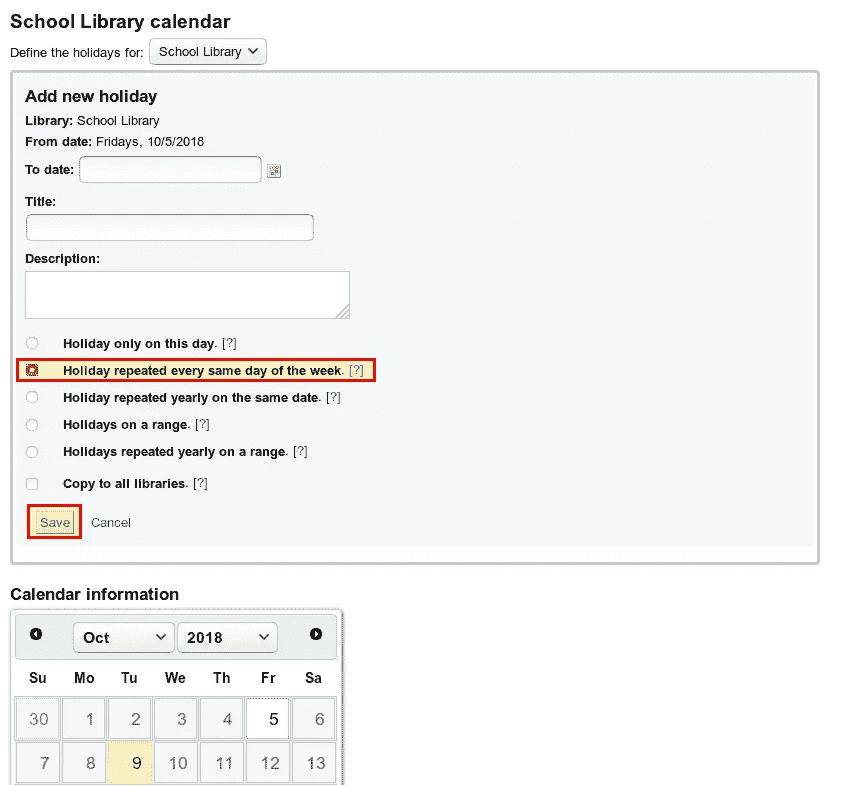 School Library calendar
Define the holidays for: School Library
Add new holiday
Library: School Library
From date: Fridays, 10/5/2018
To date:
Title:
Description:
Holiday only on this day. [?]
Holiday repeated every same day of the week. [?]
Holiday repeated yearly on the same date. [?]
Holidays on a range. [?]
Holidays repeated yearly on a range. [?]
Copy to all libraries. [?]
Save Cancel
Calendar information
Oct 2018
Su Mo Tu We Th Fr Sa
30 1 2 3 4 5 6
7 8 9 10 11 12 13